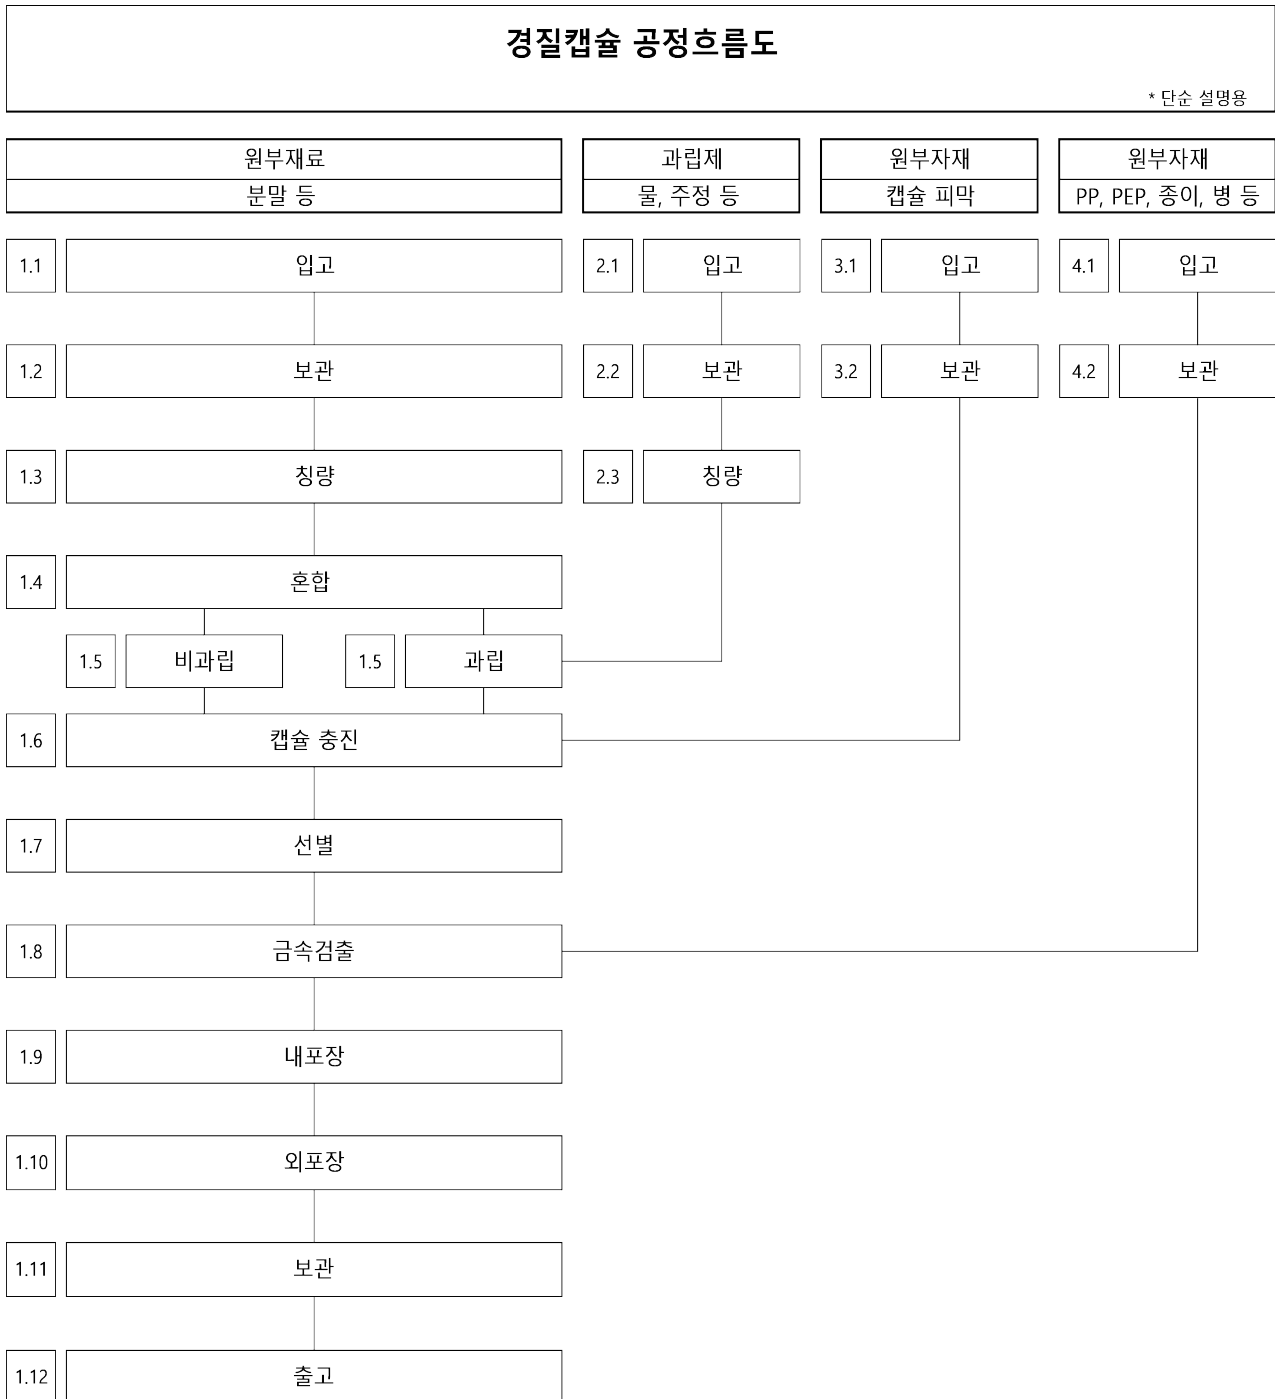 경질캡슐 공정흐름도
* 단순 설명용
원부재료 과립제 원부자재 원부자재
분말 등 물, 주정 등 캡슐 피막 PP, PEP, 종이, 병 등
1.1 입고 2.1 입고 3.1 입고 4.1 입고
1.2 보관 2.2 보관 3.2 보관 4.2 보관
1.3 칭량 2.3 칭량
1.4 혼합
1.5 비과립 1.5 과립
1.6 캡슐 충진
1.7 선별
1.8 금속검출
1.9 내포장
1.10 외포장
1.11 보관
1.12 출고